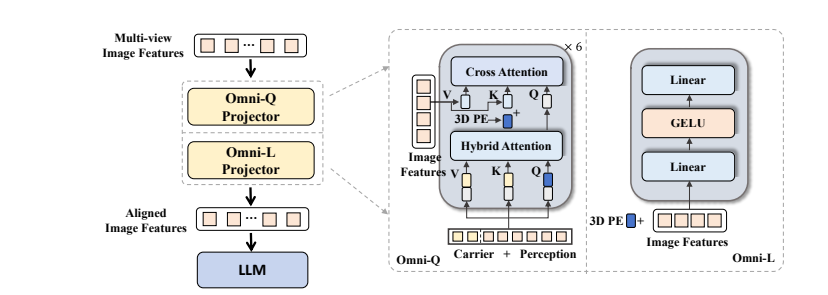 Multi-view
Image Features
Omni-Q
Projector
Omni-L
Projector
Aligned
Image Features
LLM
× 6
Cross Attention
V
K
Q
3D PE
+
Hybrid Attention
Image
Features
V
K
Q
Carrier + Perception
Omni-Q
Linear
GELU
Linear
3D PE +
Image Features
Omni-L